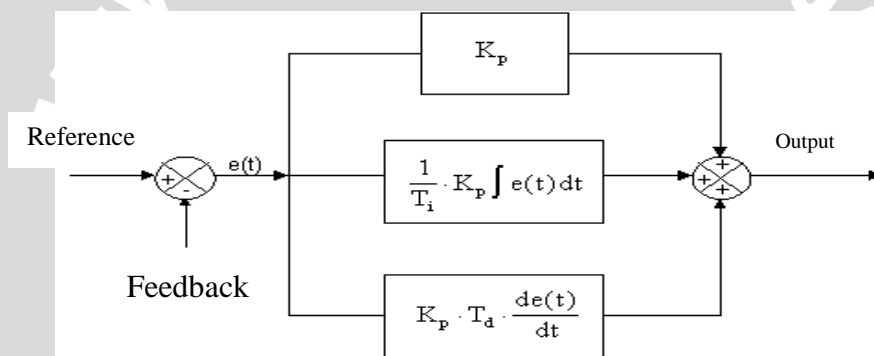 K_p
Reference
e(t)
+
-
1/T_i · K_p ∫ e(t) dt
+
+
+
Output
Feedback
K_p · T_d · de(t)/dt